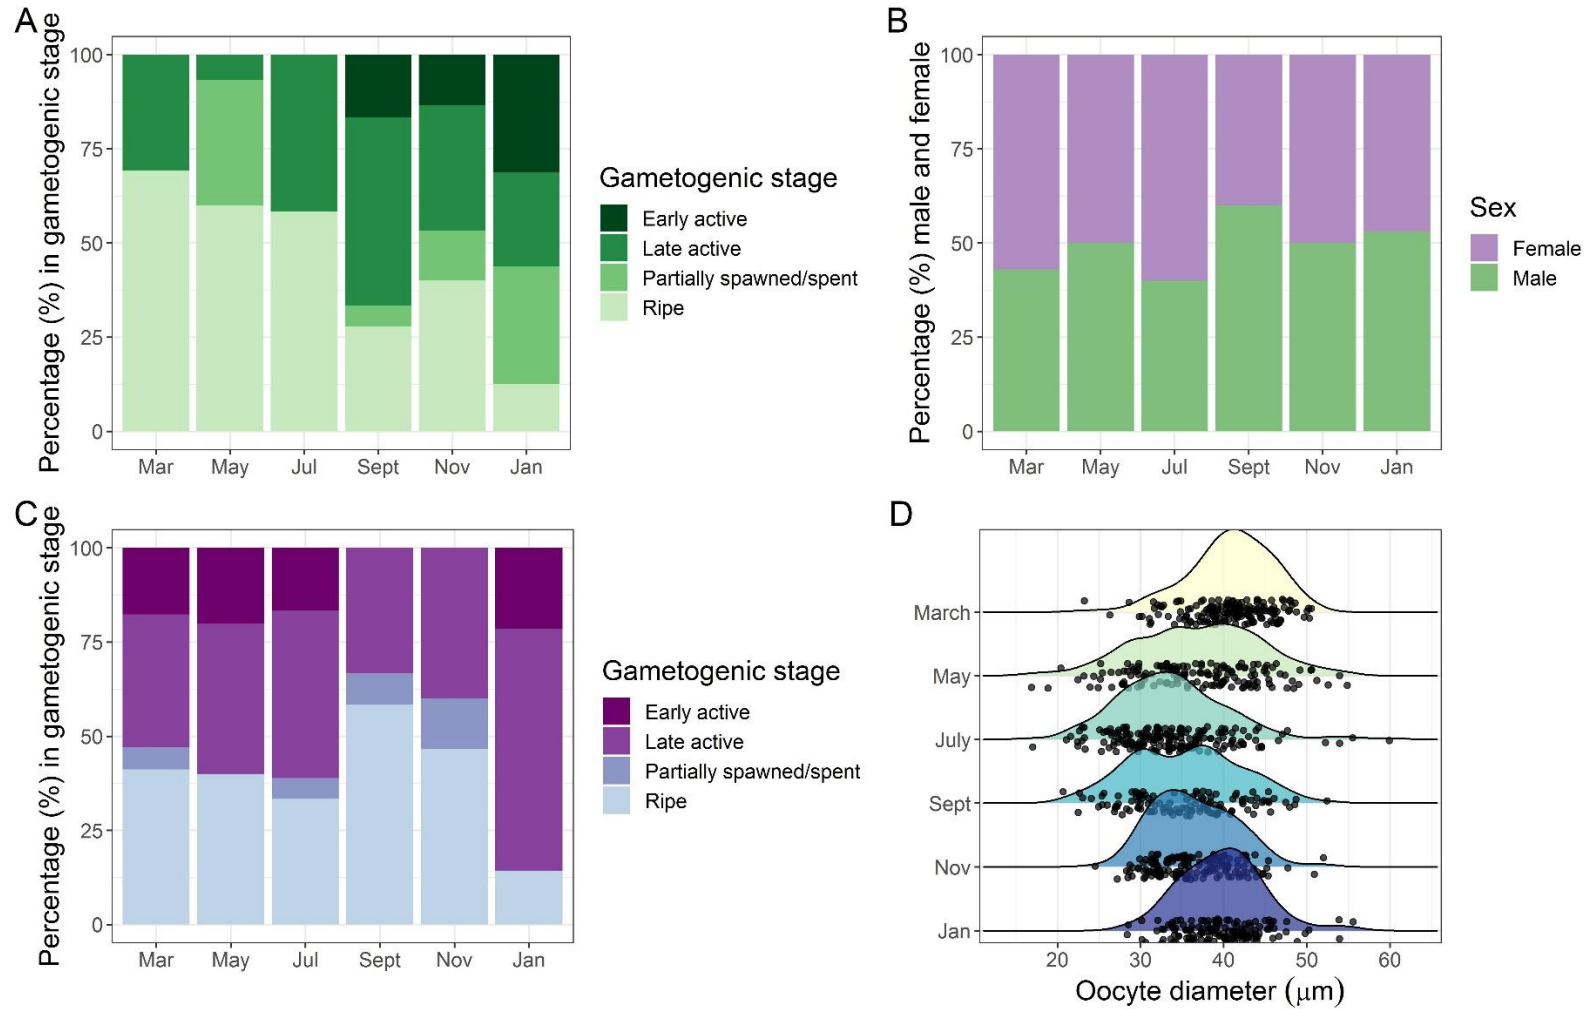 A
Percentage (%) in gametogenic stage
100
75
50
25
0
Mar May Jul Sept Nov Jan
Gametogenic stage
Early active
Late active
Partially spawned/spent
Ripe
B
Percentage (%) male and female
100
75
50
25
0
Mar May Jul Sept Nov Jan
Sex
Female
Male
C
Percentage (%) in gametogenic stage
100
75
50
25
0
Mar May Jul Sept Nov Jan
Gametogenic stage
Early active
Late active
Partially spawned/spent
Ripe
D
March
May
July
Sept
Nov
Jan
20 30 40 50 60
Oocyte diameter (μm)